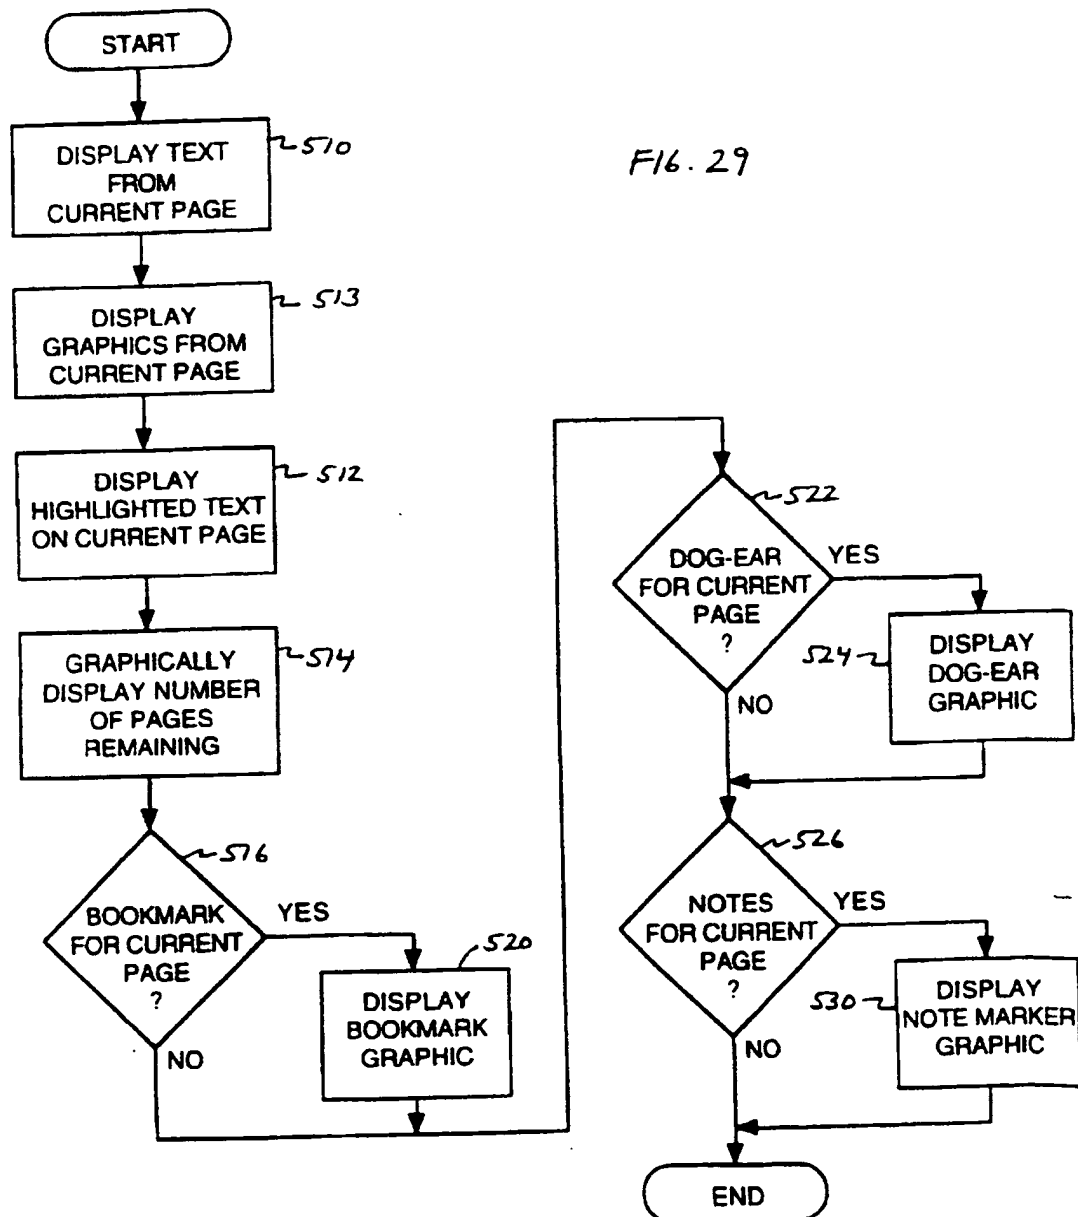 START
DISPLAY TEXT
FROM
CURRENT PAGE
510
FIG. 29
DISPLAY
GRAPHICS FROM
CURRENT PAGE
513
DISPLAY
HIGHLIGHTED TEXT
ON CURRENT PAGE
512
GRAPHICALLY
DISPLAY NUMBER
OF PAGES
REMAINING
514
BOOKMARK
FOR CURRENT
PAGE
?
516
YES
NO
DISPLAY
BOOKMARK
GRAPHIC
520
DOG-EAR
FOR CURRENT
PAGE
?
522
YES
NO
DISPLAY
DOG-EAR
GRAPHIC
524
NOTES
FOR CURRENT
PAGE
?
526
YES
NO
DISPLAY
NOTE MARKER
GRAPHIC
530
END